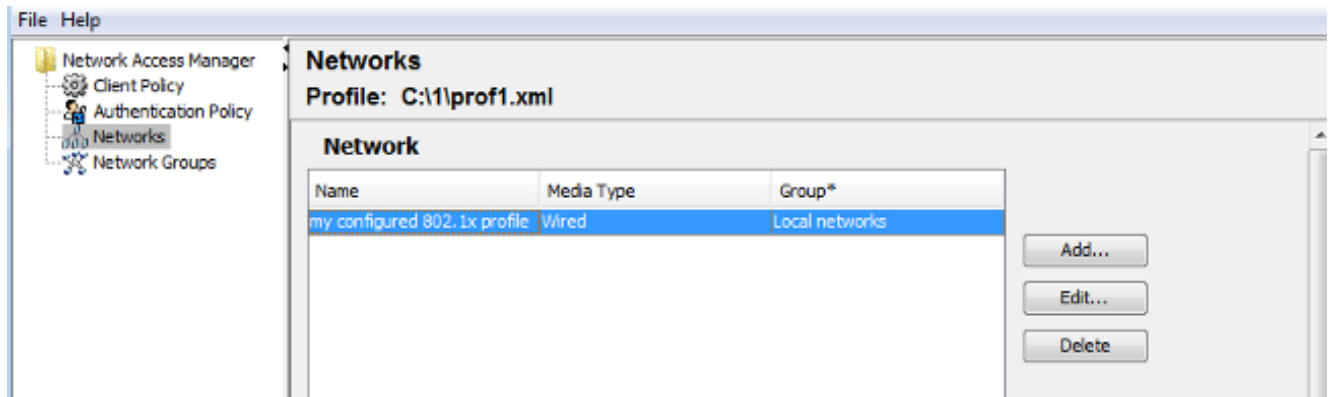 File Help
Network Access Manager
Client Policy
Authentication Policy
Networks
Network Groups
Networks
Profile: C:\1\prof1.xml
Network
Name Media Type Group*
my configured 802.1x profile Wired Local networks
Add...
Edit...
Delete